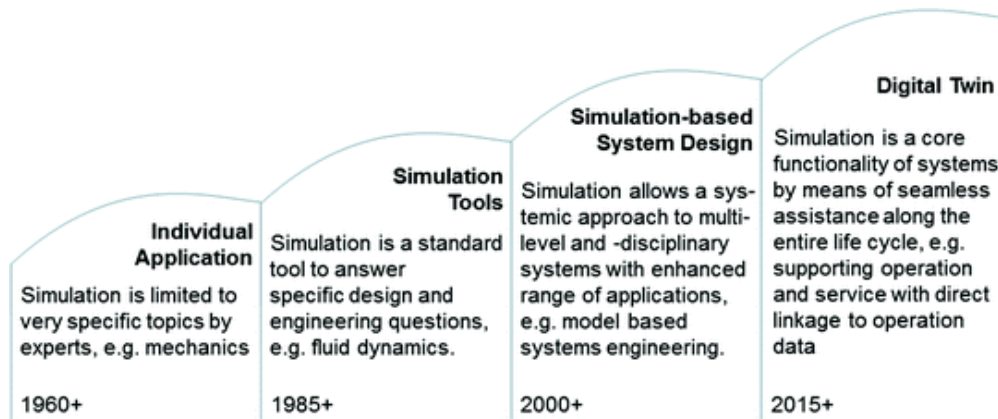 Individual
Application
Simulation is limited to
very specific topics by
experts, e.g. mechanics
1960+
Simulation
Tools
Simulation is a standard
tool to answer
specific design and
engineering questions,
e.g. fluid dynamics.
1985+
Simulation-based
System Design
Simulation allows a sys-
temic approach to multi-
level and -disciplinary
systems with enhanced
range of applications,
e.g. model based
systems engineering.
2000+
Digital Twin
Simulation is a core
functionality of systems
by means of seamless
assistance along the
entire life cycle, e.g.
supporting operation
and service with direct
linkage to operation
data
2015+